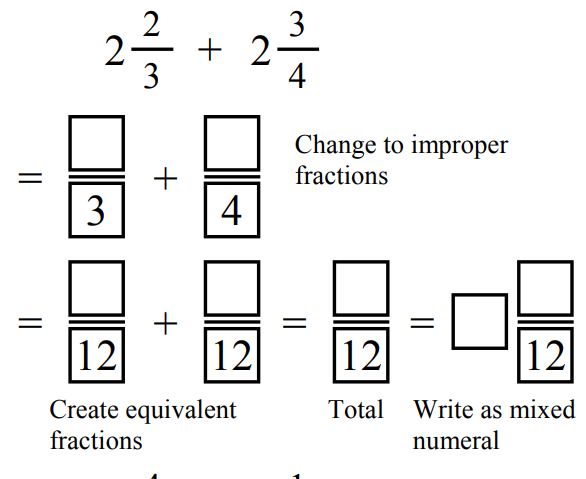 2 2/3 + 2 3/4
= □/3 + □/4 Change to improper
fractions
= □/12 + □/12 = □/12 = □ □/12
Create equivalent Total Write as mixed
fractions numeral